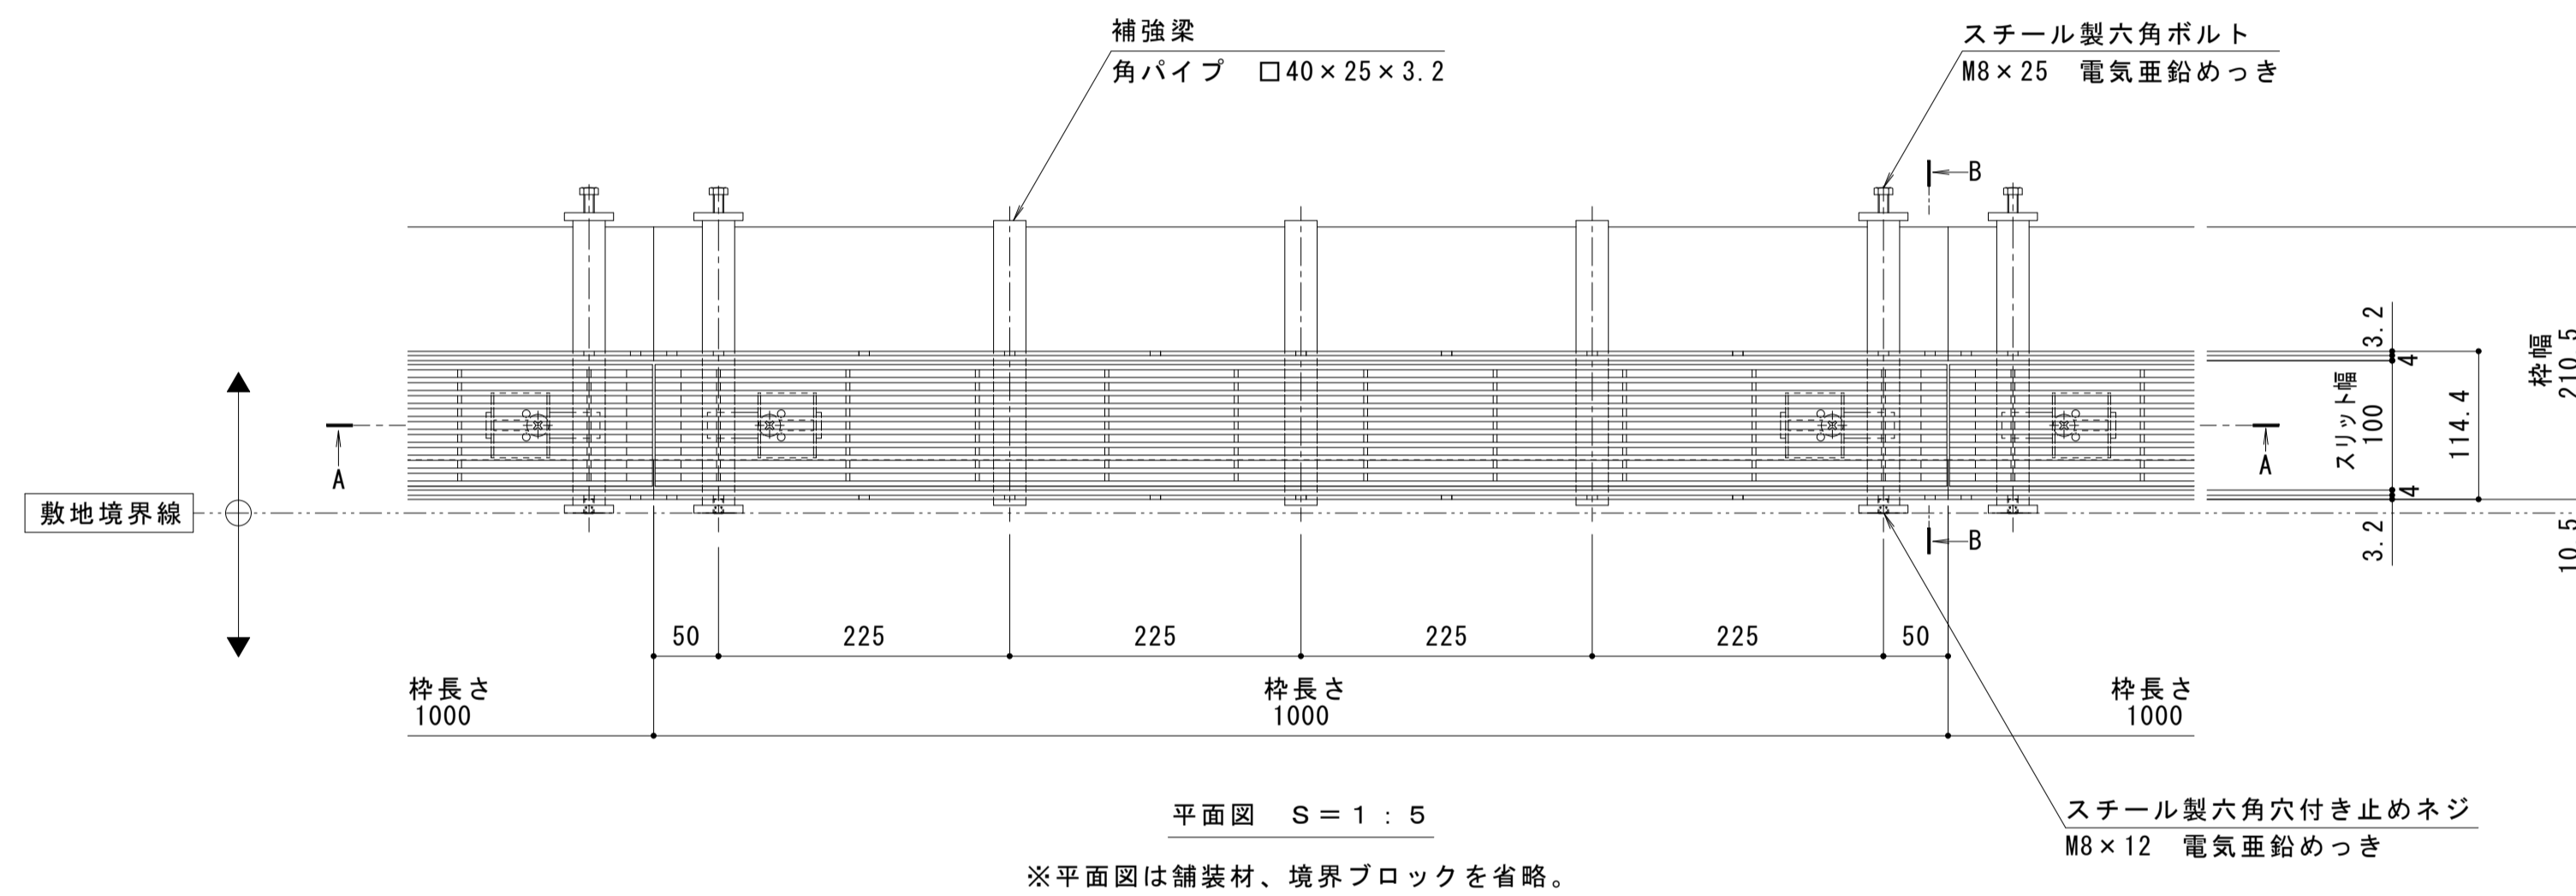 補強梁
角パイプ　□40×25×3.2
スチール製六角ボルト
M8×25　電気亜鉛めっき
B
3.2
4
枠幅
210.5
スリット幅
100
114.4
A
A
敷地境界線
4
3.2
10.5
B
50
225
225
225
225
50
枠長さ
1000
枠長さ
1000
枠長さ
1000
平面図　S＝1：5
スチール製六角穴付き止めネジ
M8×12　電気亜鉛めっき
※平面図は舗装材、境界ブロックを省略。